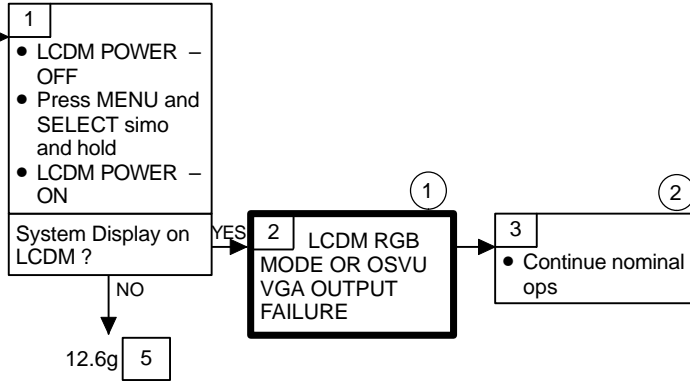 1
● LCDM POWER –
OFF
● Press MENU and
SELECT simo
and hold
● LCDM POWER –
ON
System Display on
LCDM ?
YES
NO
12.6g 5
1
2 LCDM RGB
MODE OR OSVU
VGA OUTPUT
FAILURE
2
3
● Continue nominal
ops